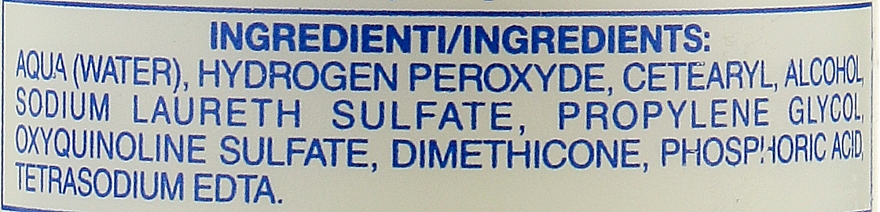 INGREDIENTI/INGREDIENTS:
AQUA (WATER), HYDROGEN PEROXYDE, CETEARYL, ALCOHOL,
SODIUM LAURETH SULFATE, PROPYLENE GLYCOL,
OXYQUINOLINE SULFATE, DIMETHICONE, PHOSPHORIC ACID,
TETRASODIUM EDTA.